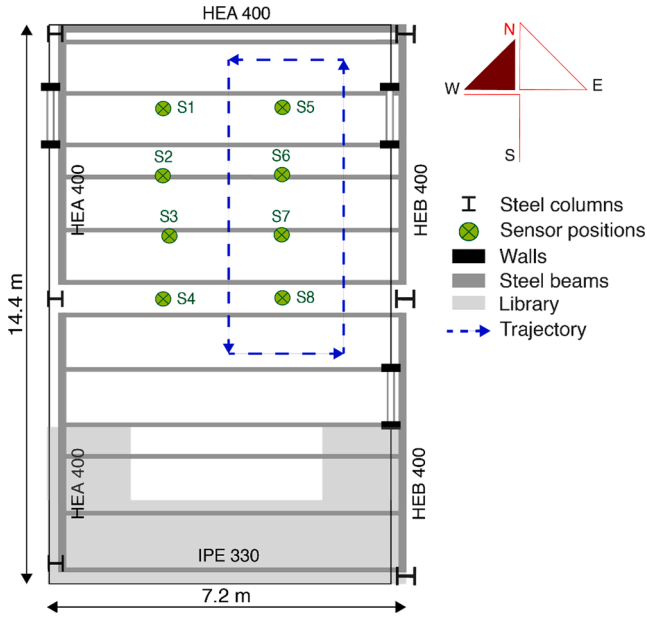 HEA 400
N
W
E
S
S1
S5
S2
S6
S3
S7
S4
S8
HEA 400
HEB 400
14.4 m
Steel columns
Sensor positions
Walls
Steel beams
Library
Trajectory
HEA 400
HEB 400
IPE 330
7.2 m